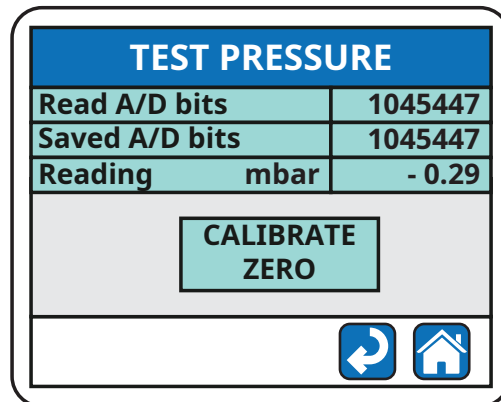 TEST PRESSURE
Read A/D bits 1045447
Saved A/D bits 1045447
Reading mbar - 0.29
CALIBRATE
ZERO